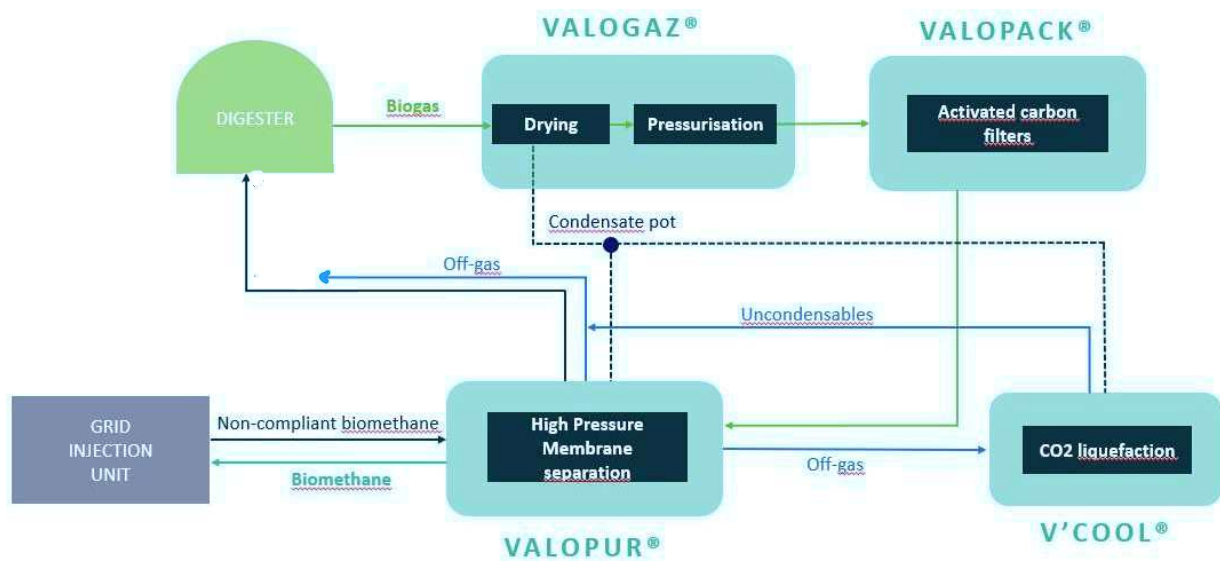 VALOGAZ®
VALOPACK®
DIGESTER
Biogas
Drying
Pressurisation
Activated carbon
filters
Condensate pot
Off-gas
Uncondensables
GRID
INJECTION
UNIT
Non-compliant biomethane
Biomethane
High Pressure
Membrane
separation
Off-gas
CO2 liquefaction
VALOPUR®
V'COOL®